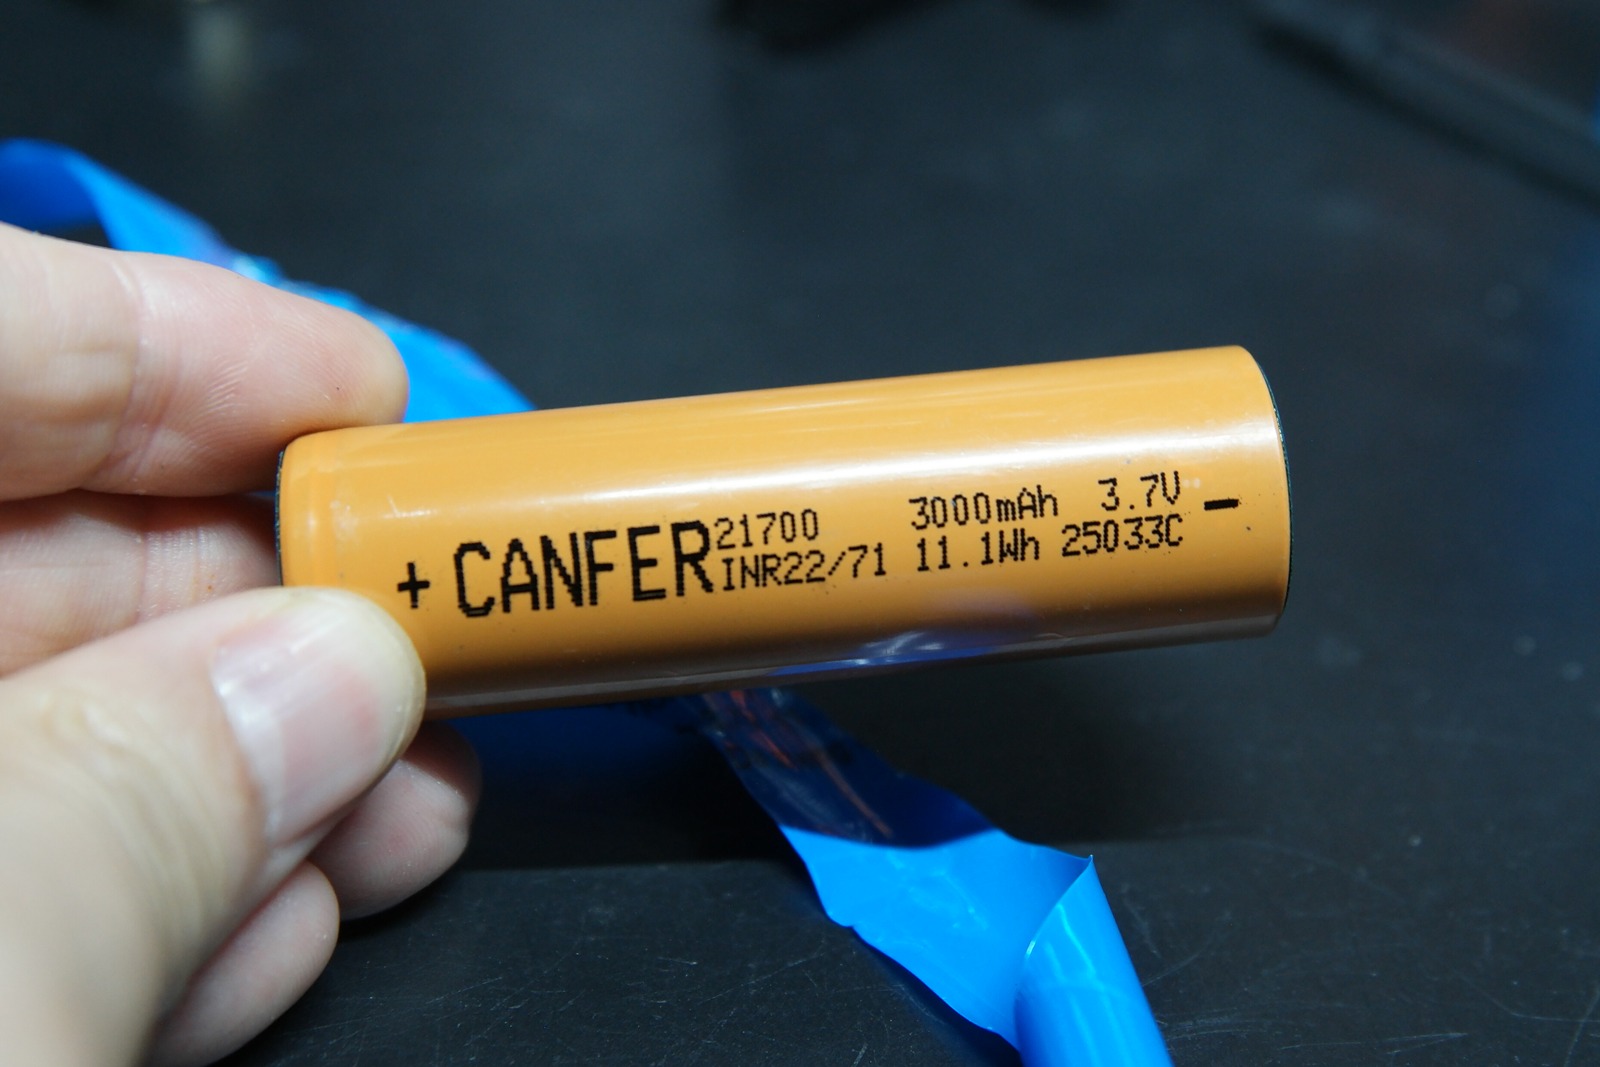 + CANFER 21700 3000mAh 3.7V -
INR22/71 11.1Wh 25033C